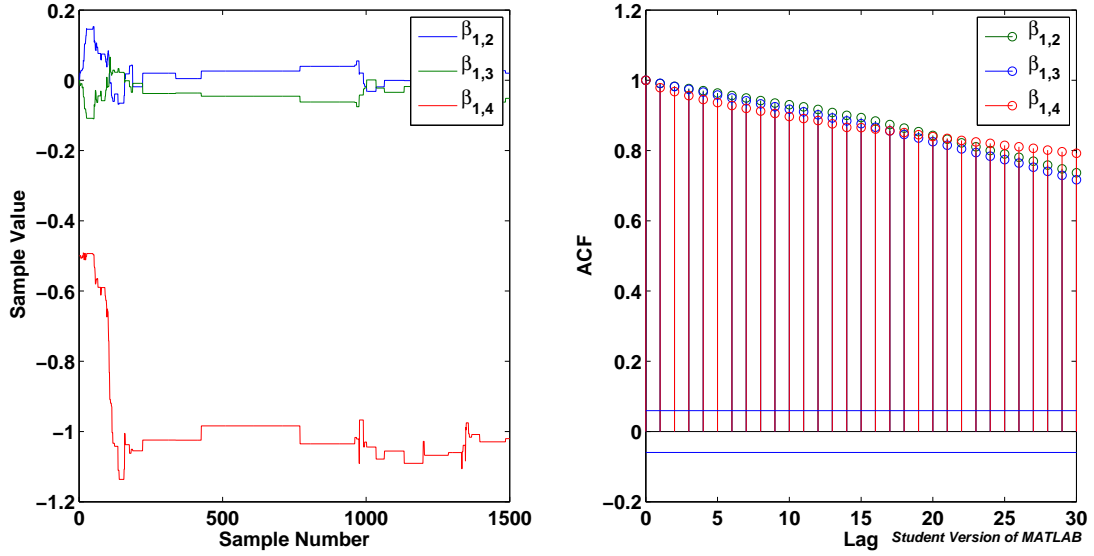 0.2
0
−0.2
−0.4
−0.6
−0.8
−1
−1.2
0
500
1000
1500
Sample Number
Sample Value
β1,2
β1,3
β1,4
1.2
1
0.8
0.6
0.4
0.2
0
−0.2
0
5
10
15
20
25
30
Lag
ACF
β1,2
β1,3
β1,4
Student Version of MATLAB